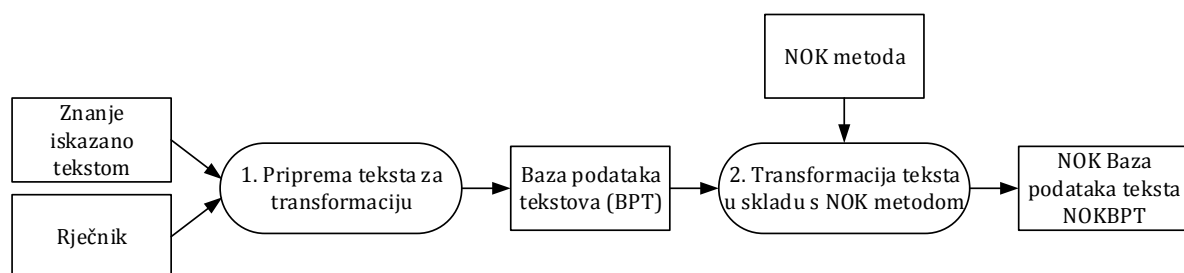 NOK metoda
Znanje
iskazano
tekstom
Rječnik
1. Priprema teksta za
transformaciju
Baza podataka
tekstova (BPT)
2. Transformacija teksta
u skladu s NOK metodom
NOK Baza
podataka teksta
NOKBPT